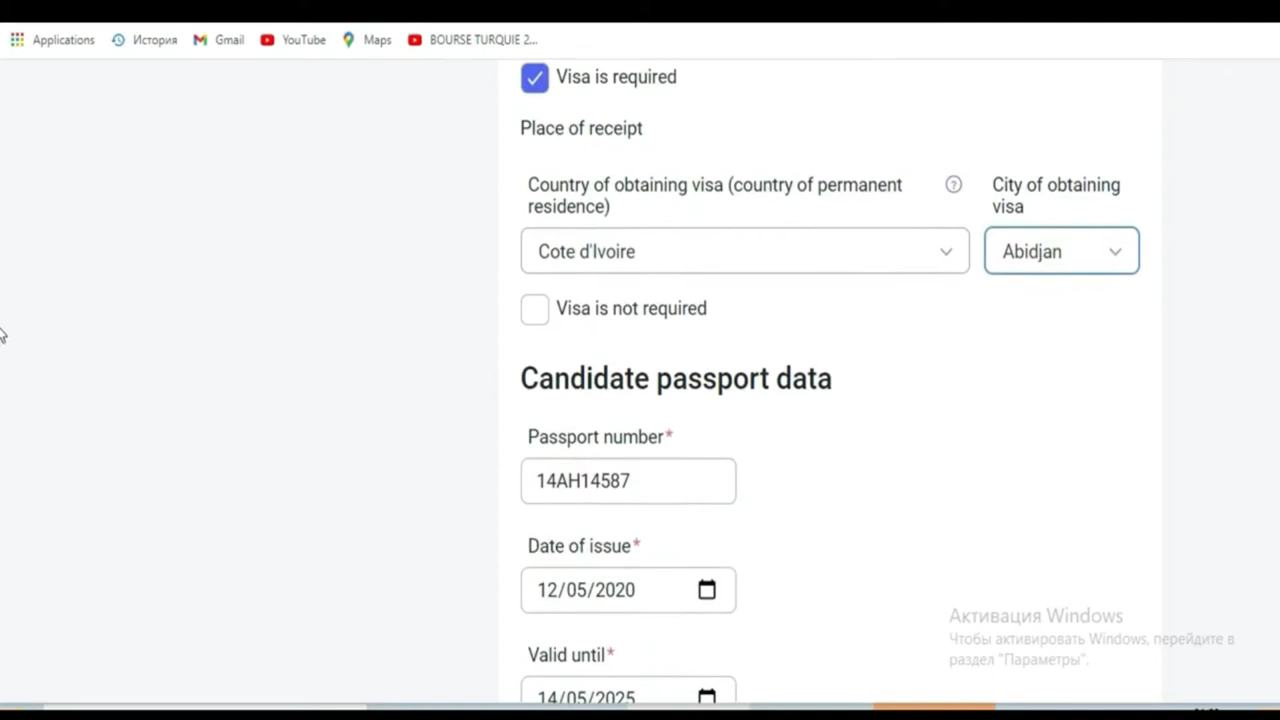 Applications История Gmail YouTube Maps BOURSE TURQUIE 2...
Visa is required
Place of receipt
Country of obtaining visa (country of permanent
residence)
City of obtaining
visa
Cote d'Ivoire
Abidjan
Visa is not required
Candidate passport data
Passport number*
14AH14587
Date of issue*
12/05/2020
Valid until*
14/05/2025
Активация Windows
Чтобы активировать Windows, перейдите в
раздел "Параметры".